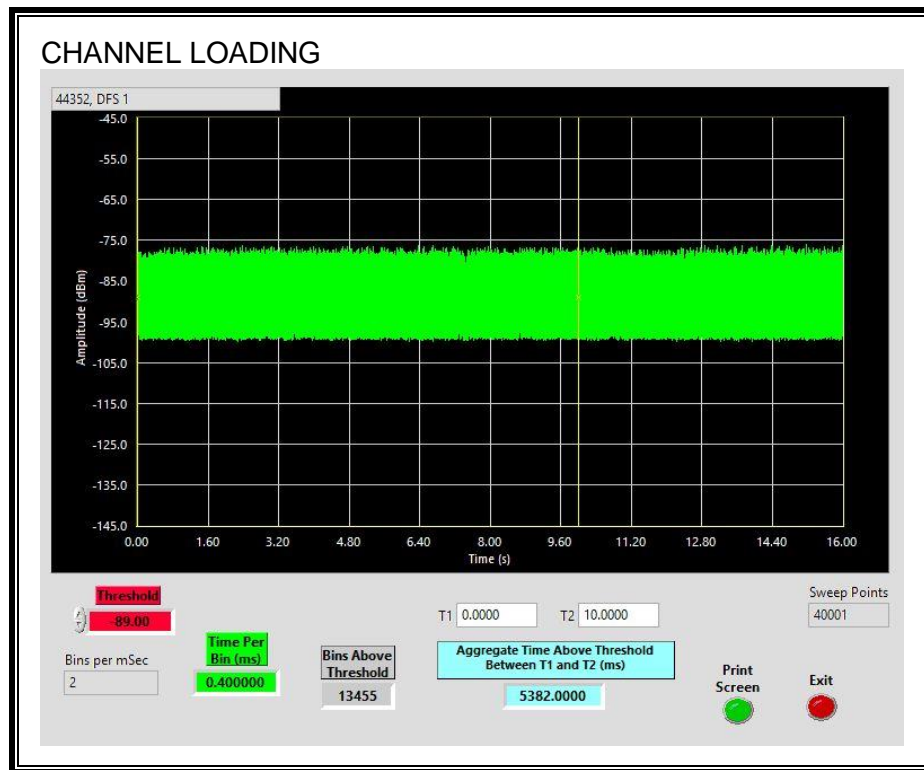 CHANNEL LOADING
44352, DFS 1
-45.0
-55.0
-65.0
-75.0
-85.0
-95.0
-105.0
-115.0
-125.0
-135.0
-145.0
Amplitude (dBm)
0.00 1.60 3.20 4.80 6.40 8.00 9.60 11.20 12.80 14.40 16.00
Time (s)
Threshold
-89.00
Bins per mSec
2
Time Per
Bin (ms)
0.400000
Bins Above
Threshold
13455
T1 0.0000 T2 10.0000
Aggregate Time Above Threshold
Between T1 and T2 (ms)
5382.0000
Sweep Points
40001
Print
Screen
Exit